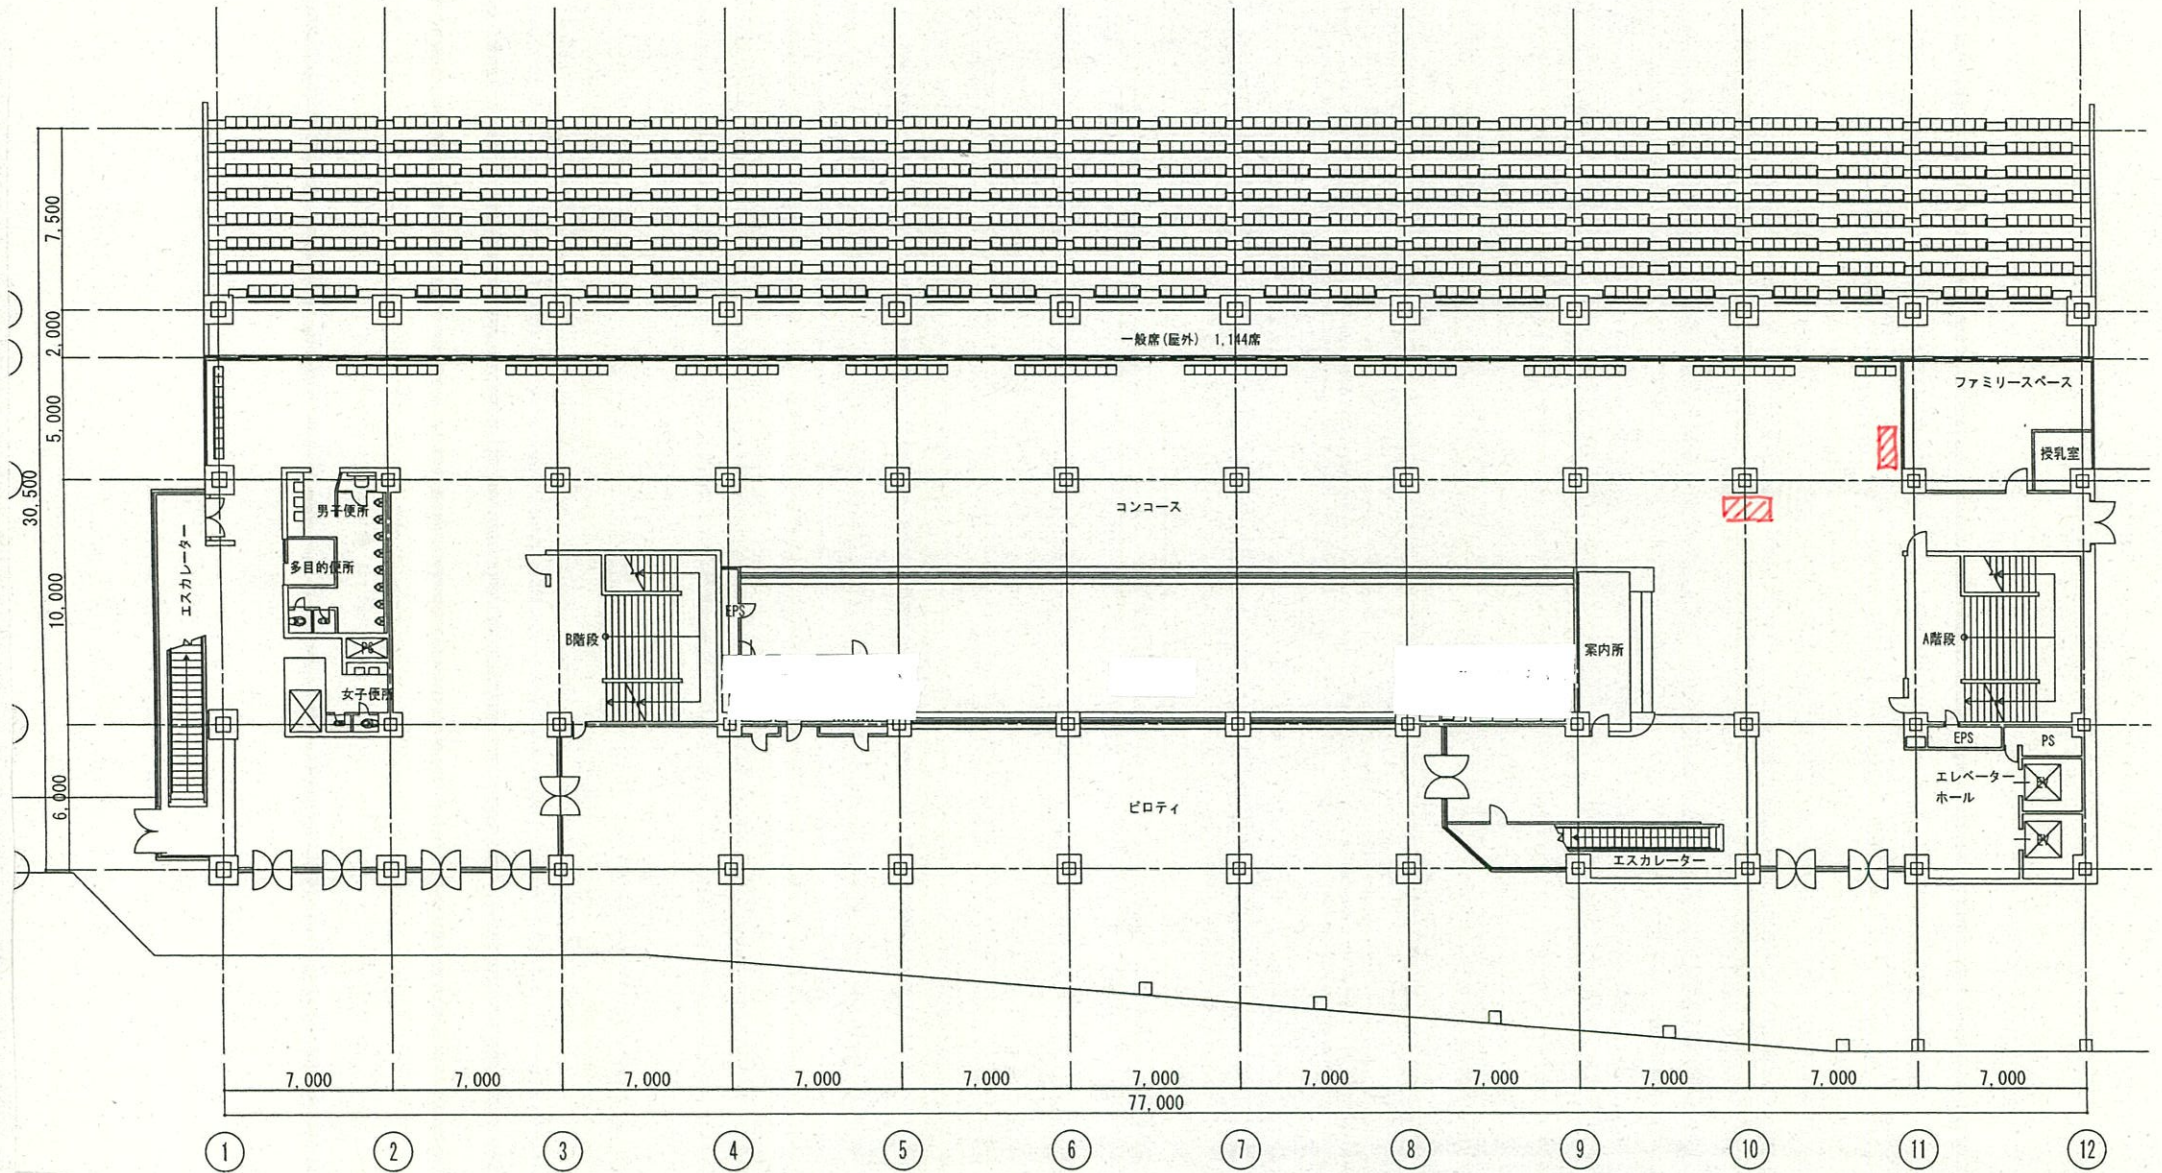 7,500
2,000
一般席(屋外) 1,144席
ファミリースペース
5,000
授乳室
30,500
コンコース
男子便所
エスカレーター
多目的便所
10,000
EPS
B階段
A階段
PS
案内所
女子便所
EPS
PS
エレベーター
ホール
EV
6,000
ピロティ
EV
エスカレーター
7,000 7,000 7,000 7,000 7,000 7,000 7,000 7,000 7,000 7,000 7,000
77,000
1 2 3 4 5 6 7 8 9 10 11 12